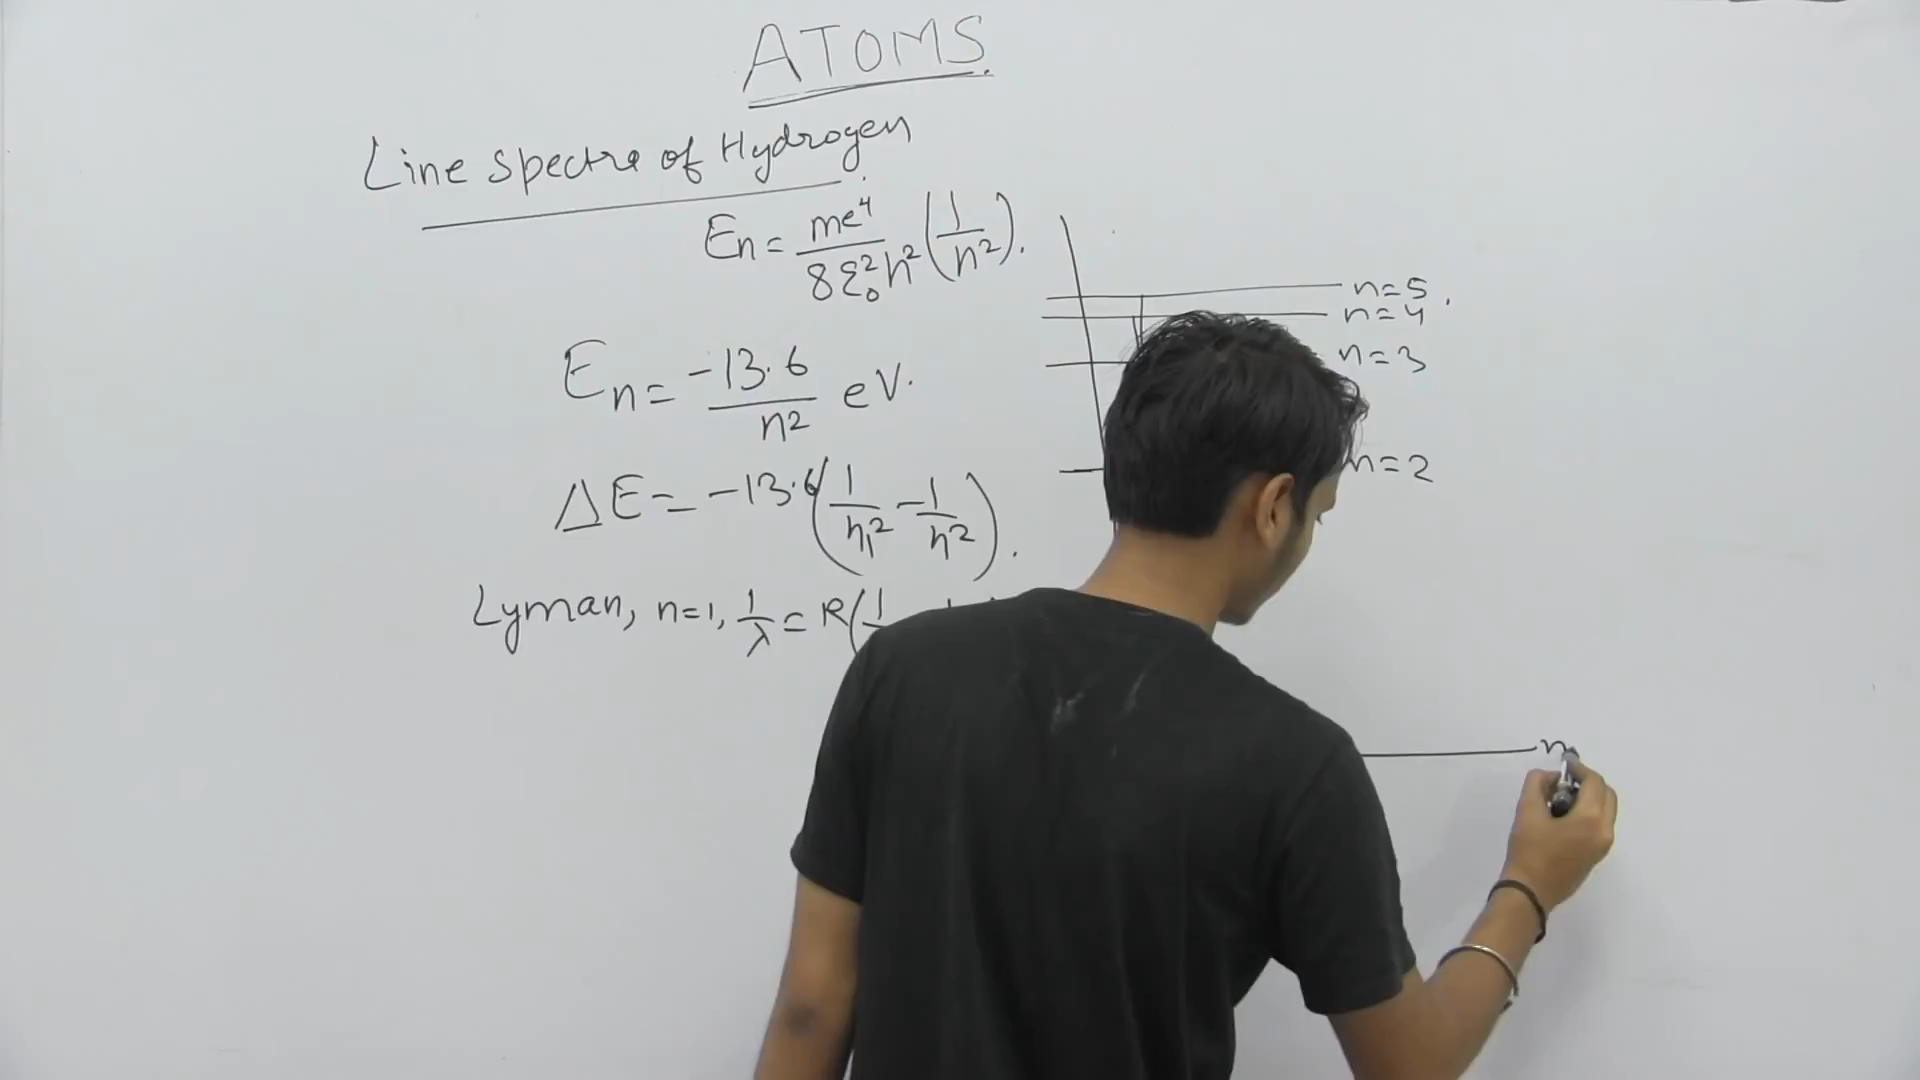 ATOMS.
Line Spectra of Hydrogen
En = me⁴/8ε₀²h² (1/n²).
En = -13.6/n² eV.
ΔE = -13.6 (1/n₁² - 1/n²).
Lyman, n=1, 1/λ = R(1
n=5.
n=4
n=3
n=2
n